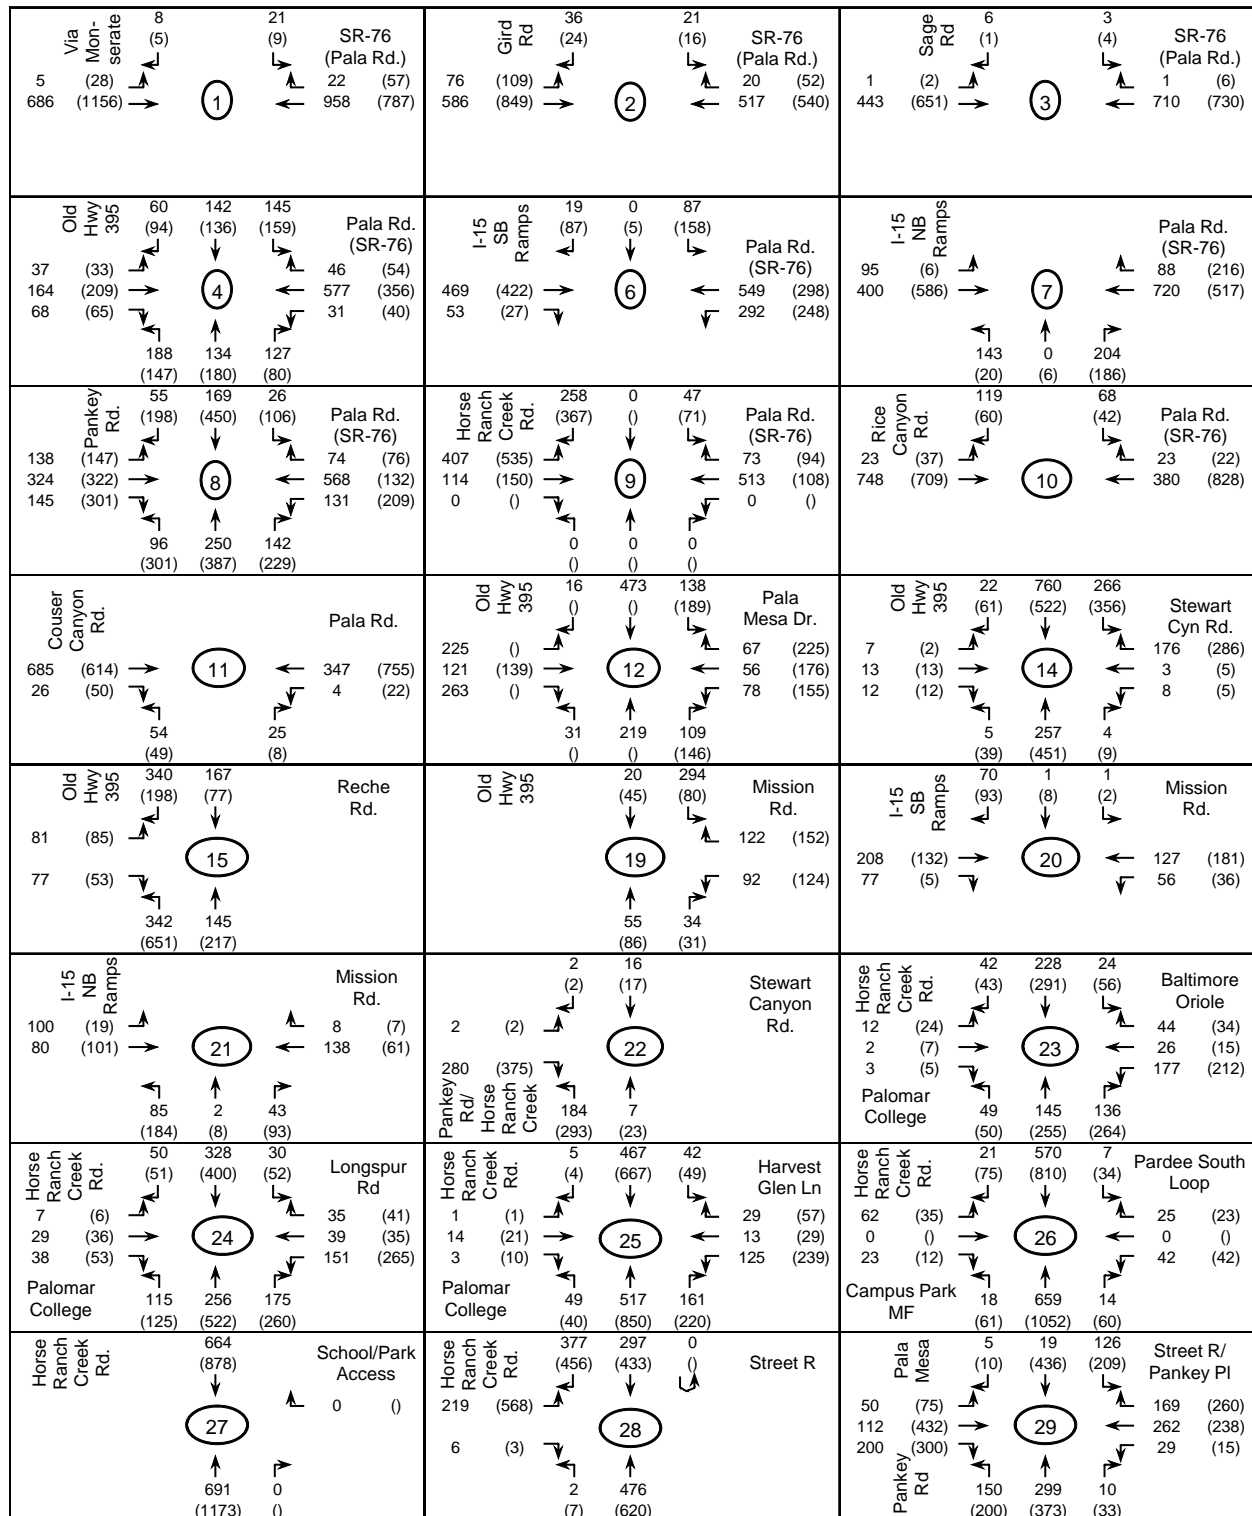 Via Mon-serate
8 21
(5) (9)
SR-76
(Pala Rd.)
5 (28) 22 (57)
686 (1156) 1 958 (787)
Gird Rd
36 21
(24) (16)
SR-76
(Pala Rd.)
76 (109) 20 (52)
586 (849) 2 517 (540)
Sage Rd
6 3
(1) (4)
SR-76
(Pala Rd.)
1 (2) 1 (6)
443 (651) 3 710 (730)
Old Hwy 395
60 142 145
(94) (136) (159)
Pala Rd.
(SR-76)
37 (33) 46 (54)
164 (209) 4 577 (356)
68 (65) 31 (40)
188 134 127
(147) (180) (80)
I-15 SB Ramps
19 0 87
(87) (5) (158)
Pala Rd.
(SR-76)
469 (422) 6 549 (298)
53 (27) 292 (248)
I-15 NB Ramps
Pala Rd.
(SR-76)
95 (6) 88 (216)
400 (586) 7 720 (517)
143 0 204
(20) (6) (186)
Pankey Rd.
55 169 26
(198) (450) (106)
Pala Rd.
(SR-76)
138 (147) 74 (76)
324 (322) 8 568 (132)
145 (301) 131 (209)
96 250 142
(301) (387) (229)
Horse Ranch Creek Rd.
258 0 47
(367) () (71)
Pala Rd.
(SR-76)
407 (535) 73 (94)
114 (150) 9 513 (108)
0 () 0 ()
0 0 0
() () ()
Rice Canyon Rd.
119 68
(60) (42)
Pala Rd.
(SR-76)
23 (37) 23 (22)
748 (709) 10 380 (828)
Couser Canyon Rd.
Pala Rd.
685 (614) 11 347 (755)
26 (50) 4 (22)
54 25
(49) (8)
Old Hwy 395
16 473 138
() () (189)
Pala
Mesa Dr.
225 () 67 (225)
121 (139) 12 56 (176)
263 () 78 (155)
31 219 109
() () (146)
Old Hwy 395
22 760 266
(61) (522) (356)
Stewart
Cyn Rd.
7 (2) 176 (286)
13 (13) 14 3 (5)
12 (12) 8 (5)
5 257 4
(39) (451) (9)
Old Hwy 395
340 167
(198) (77)
Reche
Rd.
81 (85)
15
77 (53)
342 145
(651) (217)
Old Hwy 395
20 294
(45) (80)
Mission
Rd.
122 (152)
19
92 (124)
55 34
(86) (31)
I-15 SB Ramps
70 1 1
(93) (8) (2)
Mission
Rd.
208 (132) 20 127 (181)
77 (5) 56 (36)
I-15 NB Ramps
Mission
Rd.
100 (19) 8 (7)
80 (101) 21 138 (61)
85 2 43
(184) (8) (93)
2 16
(2) (17)
Stewart
Canyon
Rd.
2 (2)
22
280 (375)
Pankey Rd/ Horse Ranch Creek
184 7
(293) (23)
Horse Ranch Creek Rd.
42 228 24
(43) (291) (56)
Baltimore
Oriole
12 (24) 44 (34)
2 (7) 23 26 (15)
3 (5) 177 (212)
Palomar
College
49 145 136
(50) (255) (264)
Horse Ranch Creek Rd.
50 328 30
(51) (400) (52)
Longspur
Rd
7 (6) 35 (41)
29 (36) 24 39 (35)
38 (53) 151 (265)
Palomar
College
115 256 175
(125) (522) (260)
Horse Ranch Creek Rd.
5 467 42
(4) (667) (49)
Harvest
Glen Ln
1 (1) 29 (57)
14 (21) 25 13 (29)
3 (10) 125 (239)
Palomar
College
49 517 161
(40) (850) (220)
Horse Ranch Creek Rd.
21 570 7
(75) (810) (34)
Pardee South
Loop
62 (35) 25 (23)
0 () 26 0 ()
23 (12) 42 (42)
Campus Park
MF
18 659 14
(61) (1052) (60)
Horse Ranch Creek Rd.
664
(878)
School/Park
Access
0 ()
27
691 0
(1173) ()
Horse Ranch Creek Rd.
377 297 0
(456) (433) ()
Street R
219 (568)
28
6 (3)
2 476
(7) (620)
Pala Mesa
5 19 126
(10) (436) (209)
Street R/
Pankey Pl
50 (75) 169 (260)
112 (432) 29 262 (238)
200 (300) 29 (15)
Pankey Rd
150 299 10
(200) (373) (33)